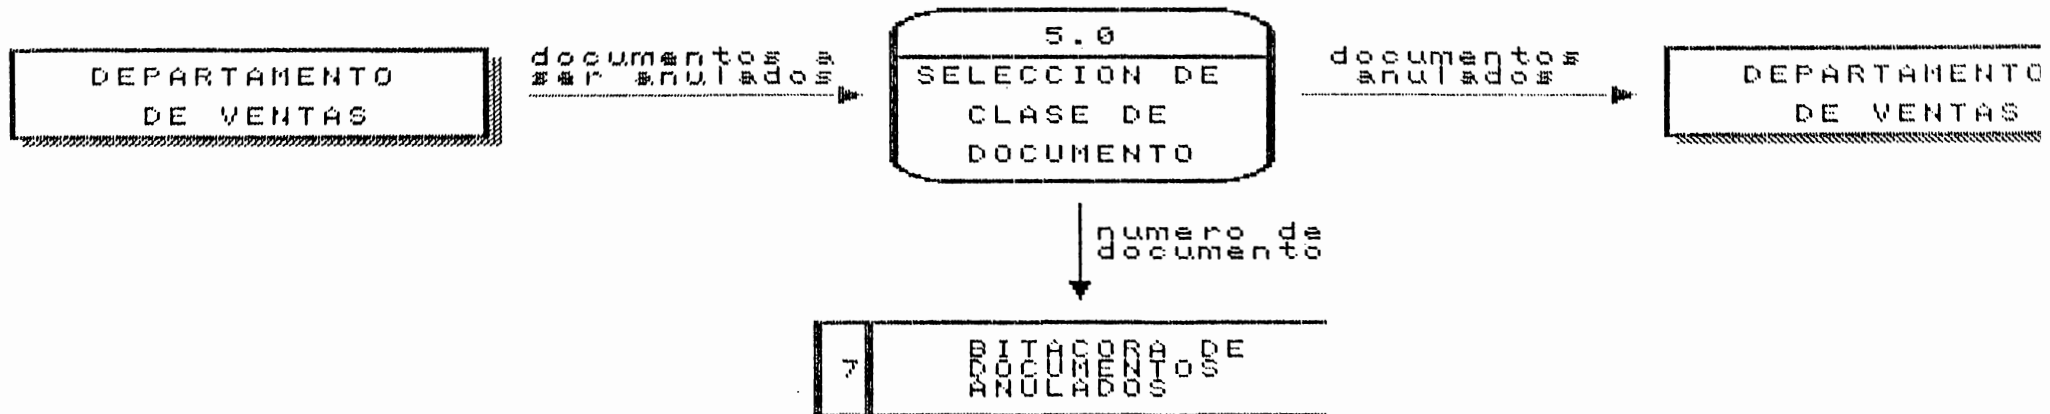 DEPARTAMENTO
DE VENTAS
documentos a
ser anulados
5.0
SELECCION DE
CLASE DE
DOCUMENTO
documentos
anulados
DEPARTAMENTO
DE VENTAS
numero de
documento
7
BITACORA DE
DOCUMENTOS
ANULADOS